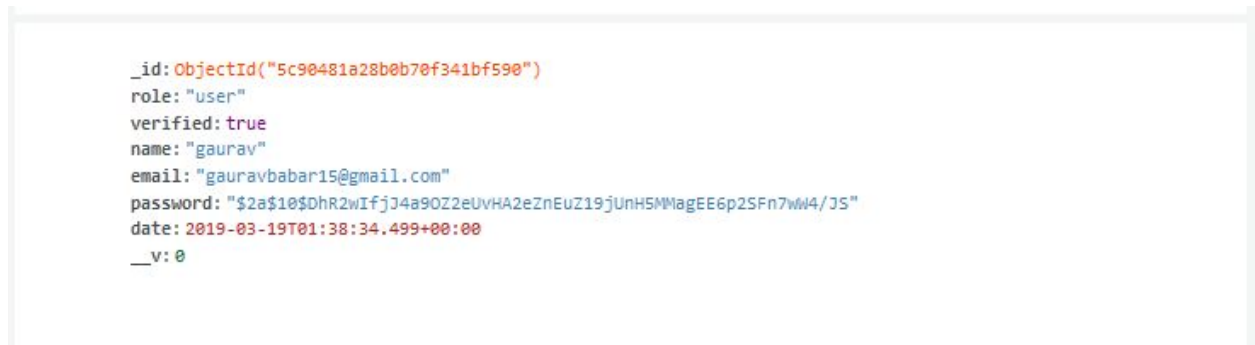 _id: ObjectId("5c90481a28b0b70f341bf590")
role: "user"
verified: true
name: "gaurav"
email: "gauravbabar15@gmail.com"
password: "$2a$10$DhR2wIfjJ4a9OZ2eUvHA2eZnEuZ19jUnH5MMagEE6p2SFn7wW4/JS"
date: 2019-03-19T01:38:34.499+00:00
__v: 0